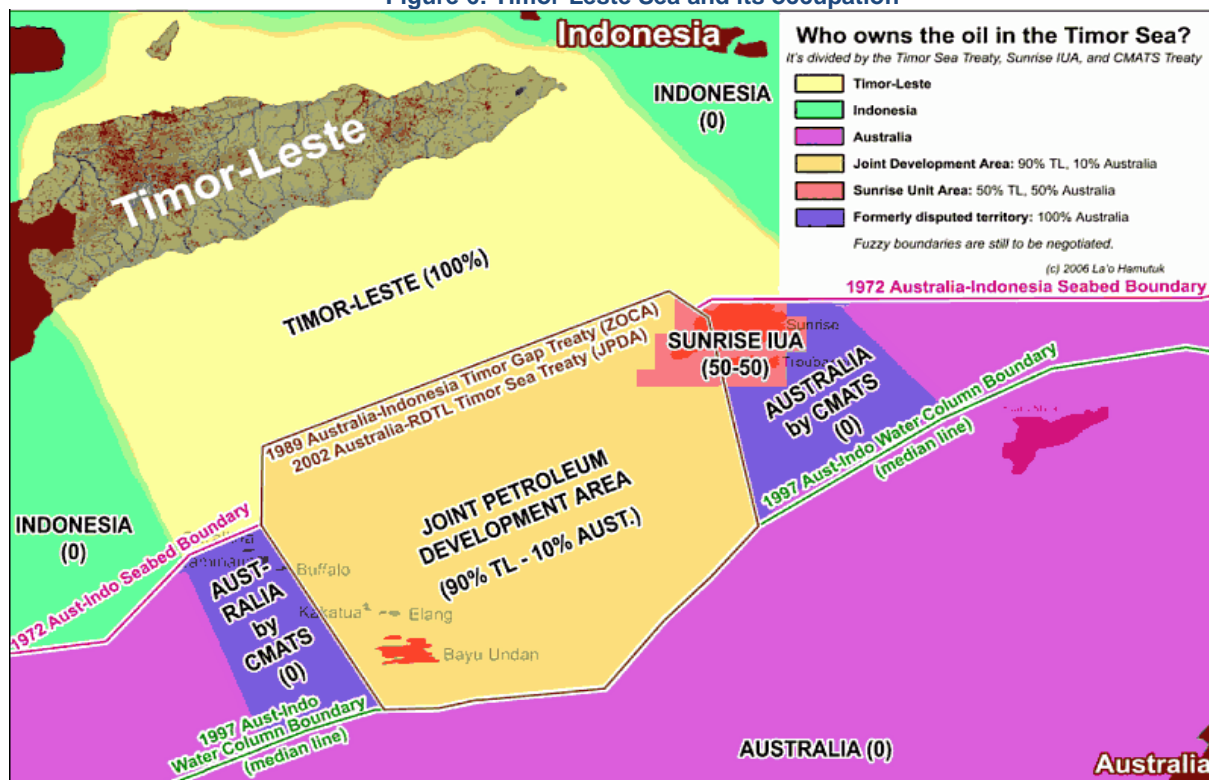 Figure 6: Timor-Leste Sea and its occupation
Indonesia
Who owns the oil in the Timor Sea?
It's divided by the Timor Sea Treaty, Sunrise IUA, and CMATS Treaty
Timor-Leste
Indonesia
Australia
Joint Development Area: 90% TL, 10% Australia
Sunrise Unit Area: 50% TL, 50% Australia
Formerly disputed territory: 100% Australia
Fuzzy boundaries are still to be negotiated.
(c) 2006 La'o Hamutuk
INDONESIA
(0)
Timor-Leste
TIMOR-LESTE (100%)
1972 Australia-Indonesia Seabed Boundary
1989 Australia-Indonesia Timor Gap Treaty (ZOCA)
2002 Australia-RDTL Timor Sea Treaty (JPDA)
Sunrise
SUNRISE IUA
(50-50)
AUSTRALIA
by CMATS
(0)
1997 Aust-Indo Water Column Boundary
(median line)
JOINT PETROLEUM
DEVELOPMENT AREA
(90% TL - 10% AUST.)
INDONESIA
(0)
1972 Aust-Indo Seabed Boundary
Buffalo
AUST-
RALIA
by
CMATS
(0)
Kakatua
Elang
Bayu Undan
1997 Aust-Indo
Water Column Boundary
(median line)
AUSTRALIA (0)
Australia